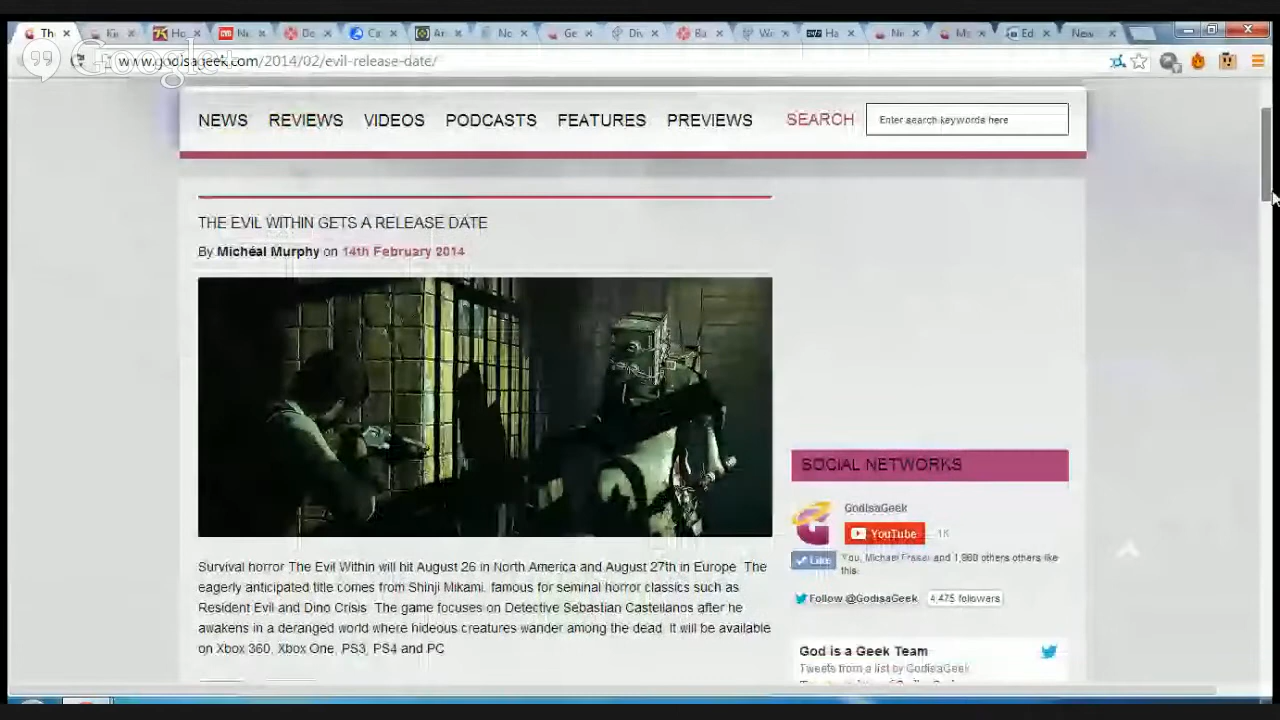 Google+
www.godisageek.com/2014/02/evil-release-date/
NEWS REVIEWS VIDEOS PODCASTS FEATURES PREVIEWS SEARCH Enter search keywords here
THE EVIL WITHIN GETS A RELEASE DATE
By Micheál Murphy on 14th February 2014
Survival horror The Evil Within will hit August 26 in North America and August 27th in Europe. The
eagerly anticipated title comes from Shinji Mikami, famous for seminal horror classics such as
Resident Evil and Dino Crisis. The game focuses on Detective Sebastian Castellanos after he
awakens in a deranged world where hideous creatures wander among the dead. It will be available
on Xbox 360, Xbox One, PS3, PS4 and PC
SOCIAL NETWORKS
GodisaGeek
YouTube 1K
Like You, Michael Fraser and 1,968 others others like
this.
Follow @GodisaGeek 4,475 followers
God is a Geek Team
Tweets from a list by GodisaGeek